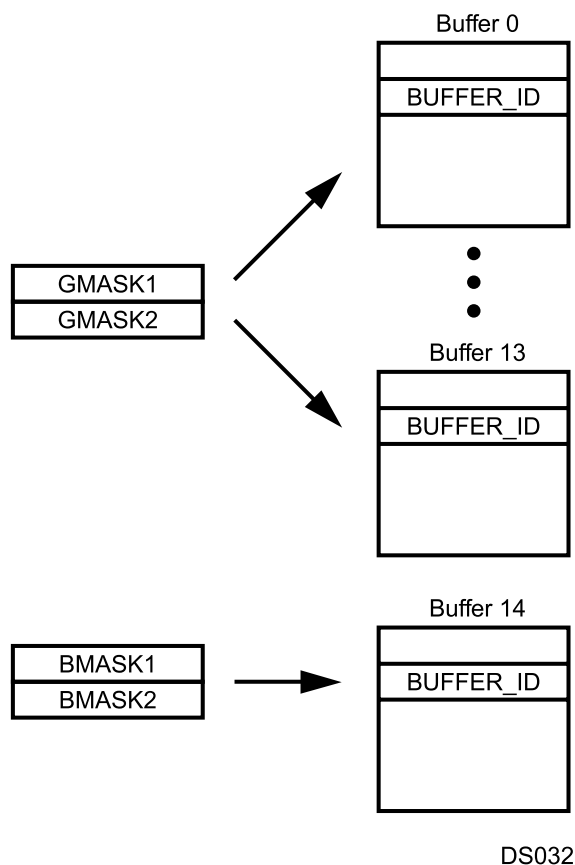 Buffer 0
BUFFER_ID
GMASK1
GMASK2
Buffer 13
BUFFER_ID
Buffer 14
BMASK1
BUFFER_ID
BMASK2
DS032